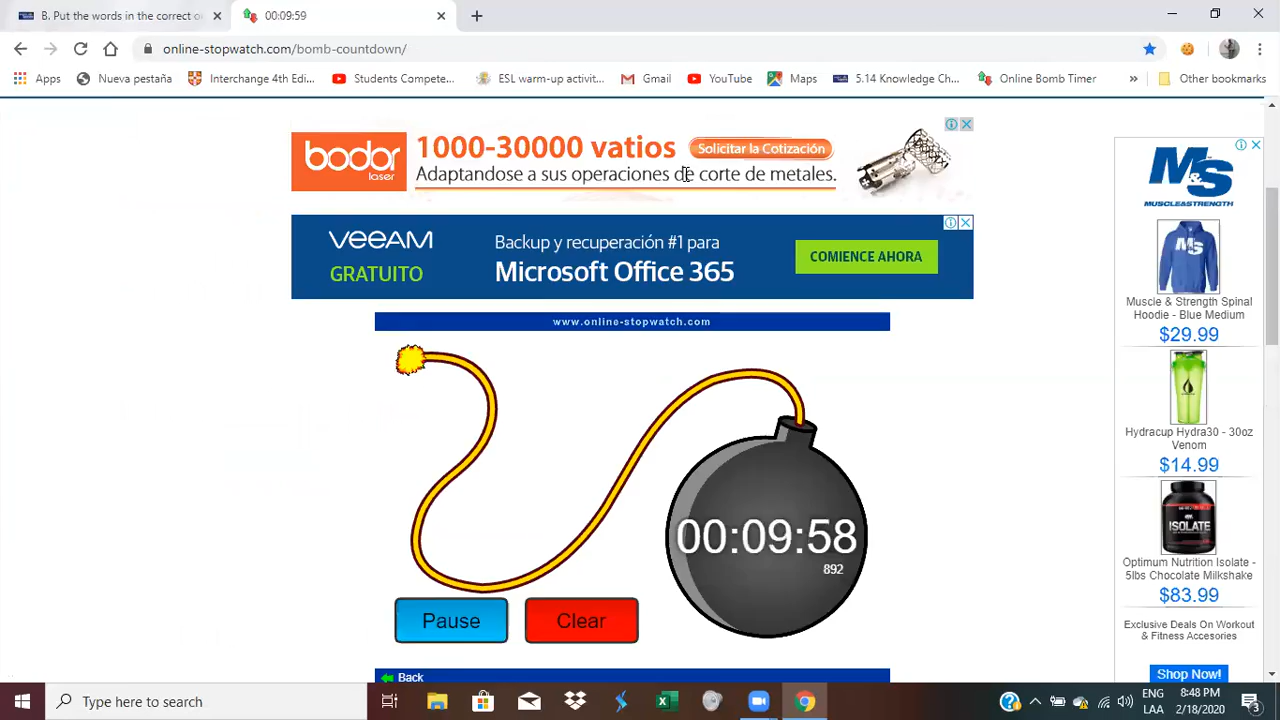 B. Put the words in the correct o
00:09:59
online-stopwatch.com/bomb-countdown/
Apps
Nueva pestaña
Interchange 4th Edi...
Students Compete...
ESL warm-up activit...
Gmail
YouTube
Maps
5.14 Knowledge Ch...
Online Bomb Timer
»
Other bookmarks
bodor
laser
1000-30000 vatios
Solicitar la Cotización
Adaptandose a sus operaciones de corte de metales.
VEEAM
GRATUITO
Backup y recuperación #1 para
Microsoft Office 365
COMIENCE AHORA
www.online-stopwatch.com
00:09:58
892
Pause
Clear
Back
M&S
MUSCLE&STRENGTH
Muscle & Strength Spinal
Hoodie - Blue Medium
$29.99
Hydracup Hydra30 - 30oz
Venom
$14.99
ISOLATE
Optimum Nutrition Isolate -
5lbs Chocolate Milkshake
$83.99
Exclusive Deals On Workout
& Fitness Accesories
Shop Now!
Type here to search
ENG
LAA
8:48 PM
2/18/2020
3